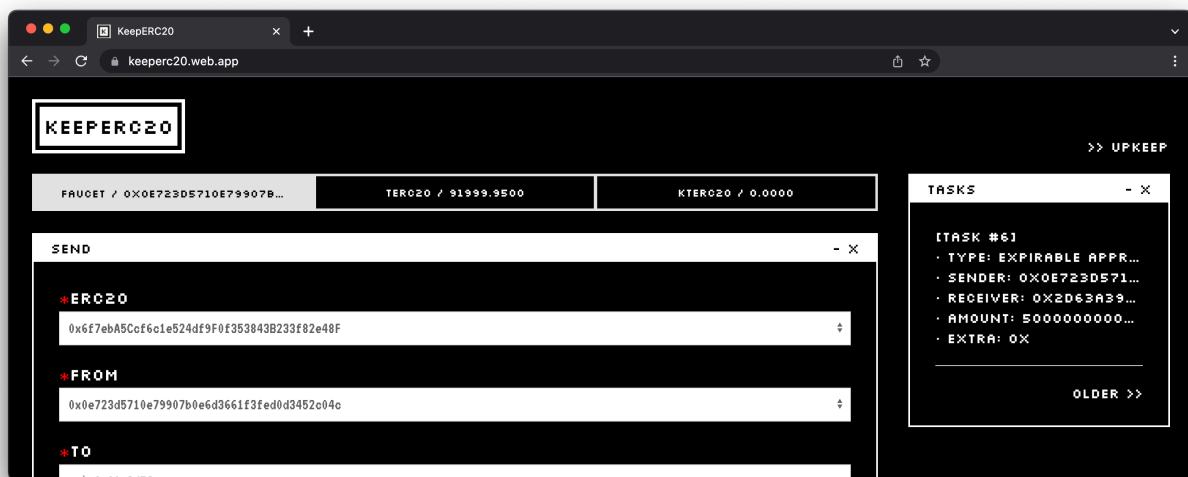 KeepERC20
keeperc20.web.app
KEEPERC20
>> UPKEEP
FAUCET / 0X0E723D5710E79907B...
TERC20 / 91999.9500
KTERC20 / 0.0000
SEND - X
*ERC20
0x6f7ebA5Ccf6c1e524df9F0f353843B233f82e48F
*FROM
0x0e723d5710e79907b0e6d3661f3fed0d3452c04c
*TO
TASKS - X
[TASK #6]
· TYPE: EXPIRABLE APPR...
· SENDER: 0X0E723D571...
· RECEIVER: 0X2D63A39...
· AMOUNT: 5000000000...
· EXTRA: 0X
OLDER >>